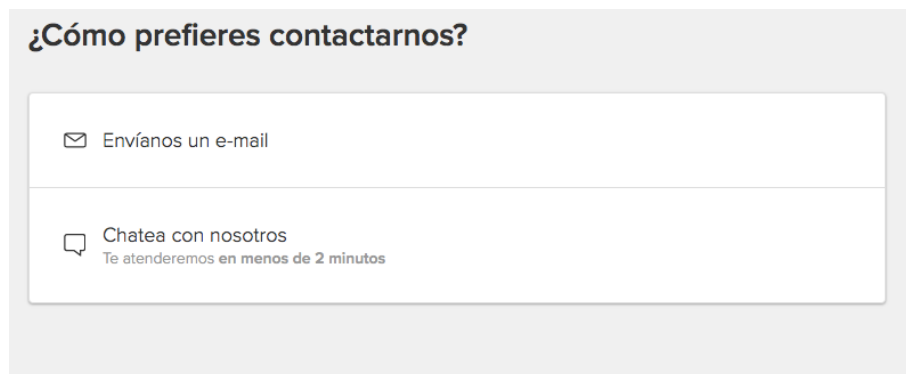 ¿Cómo prefieres contactarnos?
Envíanos un e-mail
Chatea con nosotros
Te atenderemos en menos de 2 minutos